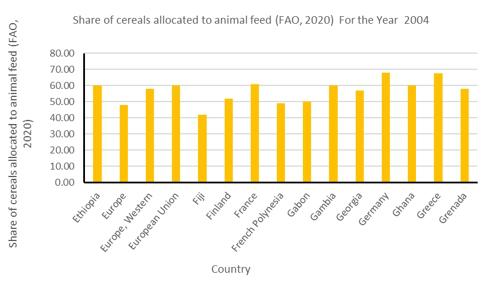 Share of cereals allocated to animal feed (FAO, 2020)  For the Year  2004
Share of cereals allocated to animal feed (FAO,
2020)
80.00
70.00
60.00
50.00
40.00
30.00
20.00
10.00
0.00
Ethiopia
Europe
Europe, Western
European Union
Fiji
Finland
France
French Polynesia
Gabon
Gambia
Georgia
Germany
Ghana
Greece
Grenada
Country